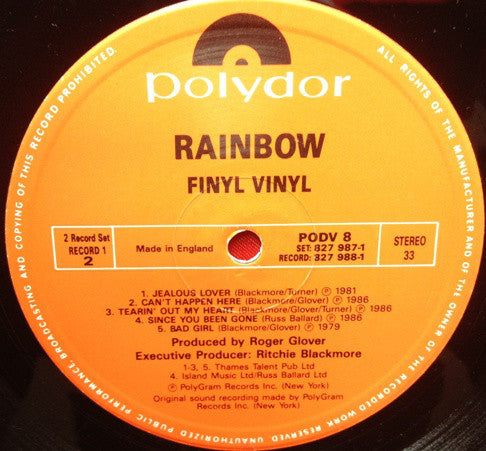 polydor
RAINBOW
FINYL VINYL
2 Record Set
RECORD 1
2
Made in England
PODV 8
SET: 827 987-1
RECORD: 827 988-1
STEREO
33
1. JEALOUS LOVER (Blackmore/Turner) Ⓟ 1981
2. CAN'T HAPPEN HERE (Blackmore/Glover) Ⓟ 1986
3. TEARIN' OUT MY HEART (Blackmore/Glover/Turner) Ⓟ 1986
4. SINCE YOU BEEN GONE (Russ Ballard) Ⓟ 1986
5. BAD GIRL (Blackmore/Glover) Ⓟ 1979
Produced by Roger Glover
Executive Producer: Ritchie Blackmore
1-3, 5. Thames Talent Pub Ltd
4. Island Music Ltd/Russ Ballard Ltd
Ⓟ PolyGram Records Inc. (New York)
Original sound recording made by PolyGram
Records Inc. (New York)
ALL RIGHTS OF THE MANUFACTURER AND OF THE OWNER OF THE RECORDED WORK RESERVED UNAUTHORIZED PUBLIC PERFORMANCE, BROADCASTING AND COPYING OF THIS RECORD PROHIBITED.